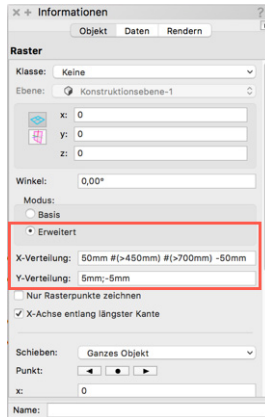 Informationen ?
Objekt Daten Rendern
Raster
Klasse: Keine
Ebene: Konstruktionsebene-1
x: 0
y: 0
z: 0
Winkel: 0,00°
Modus:
Basis
Erweitert
X-Verteilung: 50mm #(>450mm) #(>700mm) -50mm
Y-Verteilung: 5mm;-5mm
Nur Rasterpunkte zeichnen
X-Achse entlang längster Kante
Schieben: Ganzes Objekt
Punkt:
x: 0
Name: